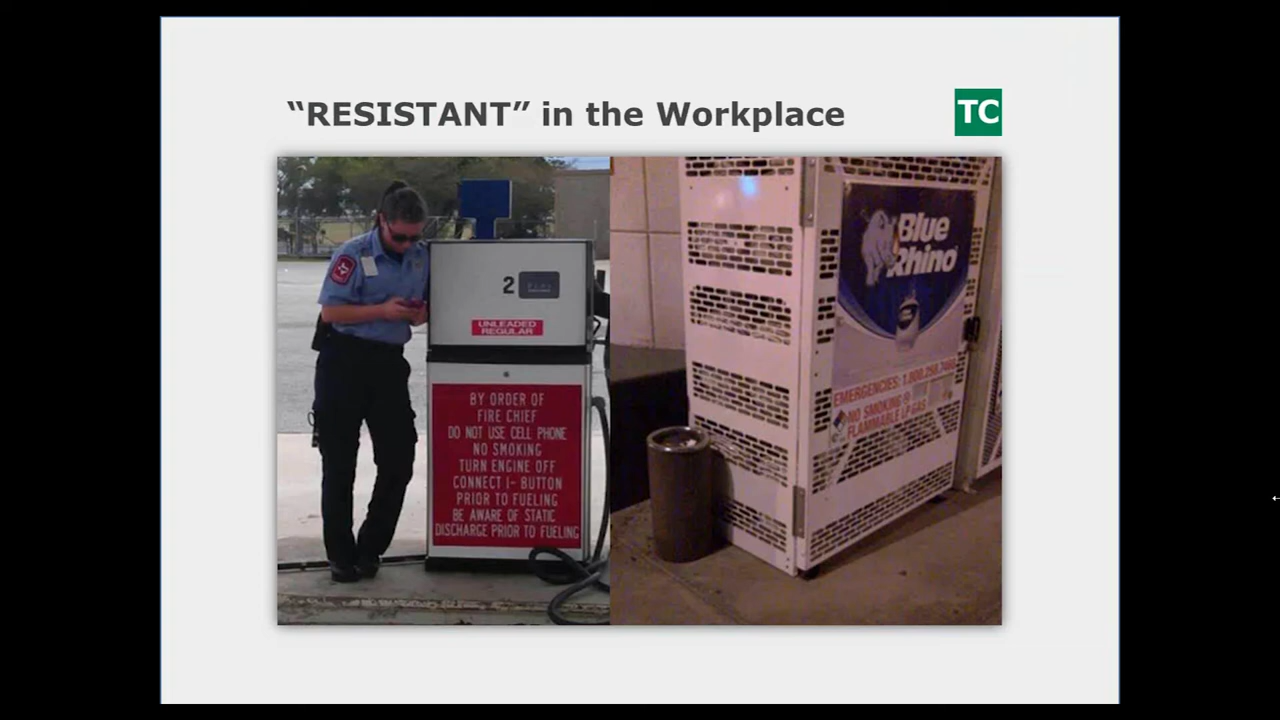 “RESISTANT” in the Workplace
TC
2
UNLEADED
REGULAR
BY ORDER OF
FIRE CHIEF
DO NOT USE CELL PHONE
NO SMOKING
TURN ENGINE OFF
CONNECT I- BUTTON
PRIOR TO FUELING
BE AWARE OF STATIC
DISCHARGE PRIOR TO FUELING
Blue
Rhino
EMERGENCIES: 1.800.
NO SMOKING
FLAMMABLE LP GAS